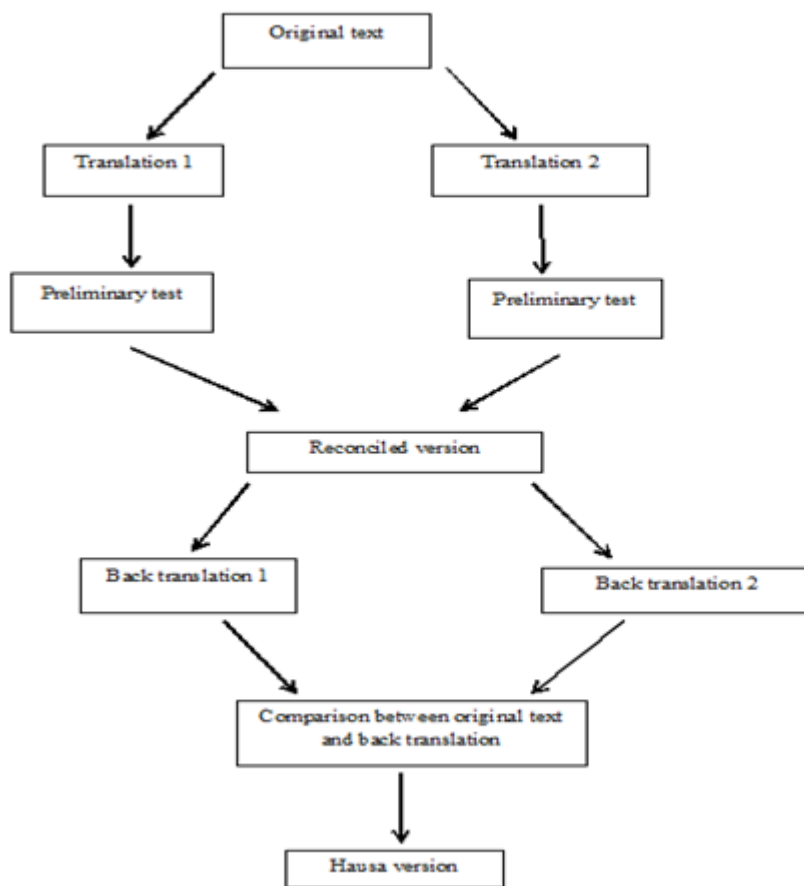 Original text
Translation 1
Translation 2
Preliminary test
Preliminary test
Reconciled version
Back translation 1
Back translation 2
Comparison between original text
and back translation
Hausa version